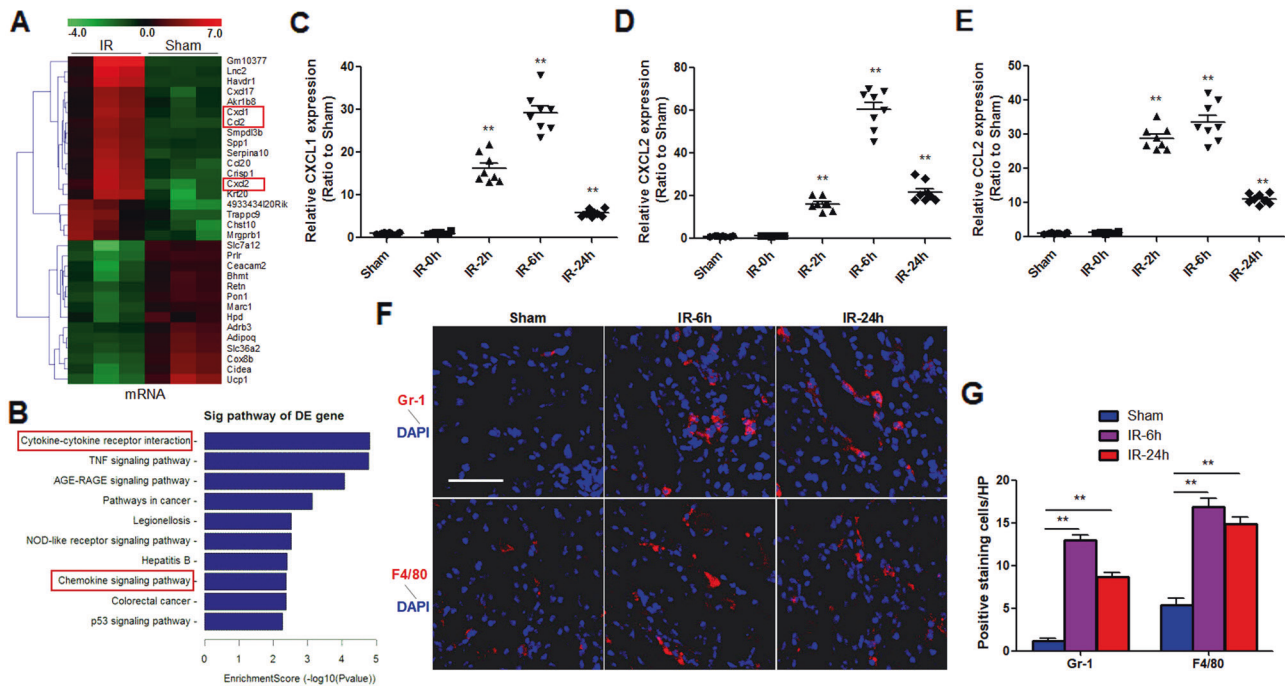 A
-4.0
0.0
7.0
IR
Sham
Gm10377
Lnc2
Havdr1
Cxd17
Akr1b8
Cxd1
Cd2
Smpdl3b
Spp1
Serpina10
Cd20
Crisp1
Cxd2
Krt20
4933434I20Rik
Trappc9
Chst10
Mrgprb1
Slc7a12
Prlr
Ceacam2
Bhmt
Retn
Pon1
Marc1
Hpd
Adrb3
Adipoq
Slc36a2
Cox8b
Cidea
Ucp1
mRNA
B
Sig pathway of DE gene
Cytokine-cytokine receptor interaction
TNF signaling pathway
AGE-RAGE signaling pathway
Pathways in cancer
Legionellosis
NOD-like receptor signaling pathway
Hepatitis B
Chemokine signaling pathway
Colorectal cancer
p53 signaling pathway
0 1 2 3 4 5
EnrichmentScore (-log10(Pvalue))
C
Relative CXCL1 expression
(Ratio to Sham)
40
30
20
10
0
**
**
**
Sham
IR-0h
IR-2h
IR-6h
IR-24h
D
Relative CXCL2 expression
(Ratio to Sham)
80
60
40
20
0
**
**
**
Sham
IR-0h
IR-2h
IR-6h
IR-24h
E
Relative CCL2 expression
(Ratio to Sham)
50
40
30
20
10
0
**
**
**
Sham
IR-0h
IR-2h
IR-6h
IR-24h
F
Sham
IR-6h
IR-24h
Gr-1
DAPI
F4/80
DAPI
G
Sham
IR-6h
IR-24h
Positive staining cells/HP
20
15
10
5
0
**
**
**
**
Gr-1
F4/80